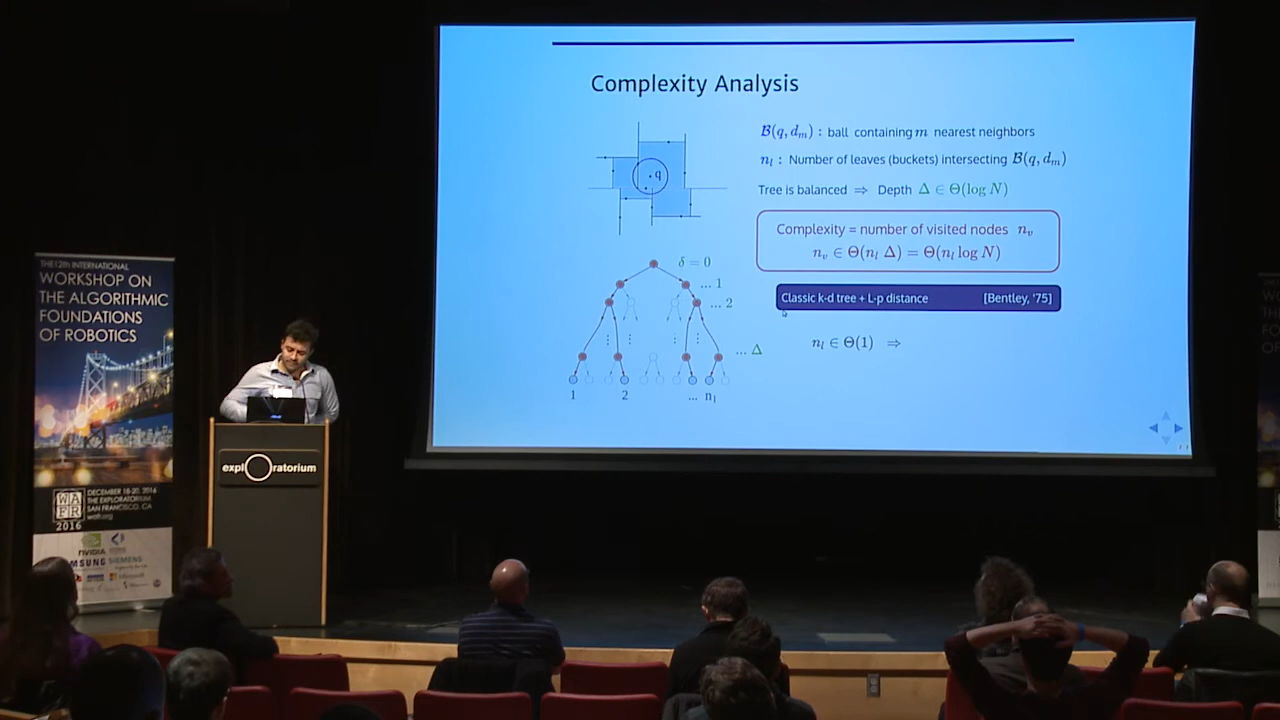 Complexity Analysis
q
B(q, d_m) : ball containing m nearest neighbors
n_l : Number of leaves (buckets) intersecting B(q, d_m)
Tree is balanced ⇒ Depth Δ ∈ Θ(log N)
Complexity = number of visited nodes n_v
n_v ∈ Θ(n_l Δ) = Θ(n_l log N)
Classic k-d tree + L-p distance [Bentley, '75]
n_l ∈ Θ(1) ⇒
δ = 0
... 1
... 2
... Δ
1 2 ... n_l
THE 12th INTERNATIONAL
WORKSHOP ON
THE ALGORITHMIC
FOUNDATIONS
OF ROBOTICS
WAFR
2016
DECEMBER 18-20, 2016
THE EXPLORATORIUM
SAN FRANCISCO, CA
wafr.org
NVIDIA
SAMSUNG SIEMENS
Microsoft
exploratorium